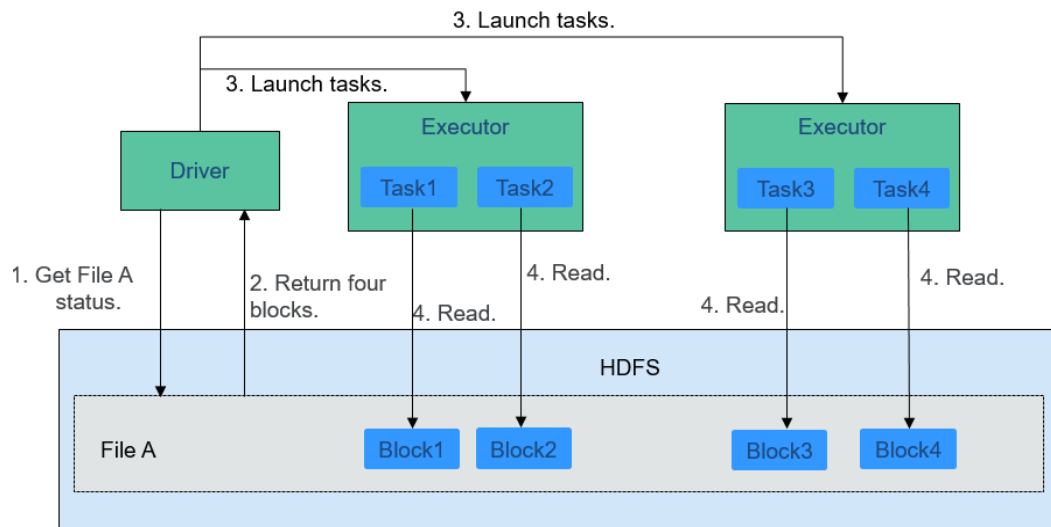 3. Launch tasks.
3. Launch tasks.
Executor
Executor
Driver
Task1
Task2
Task3
Task4
1. Get File A
status.
2. Return four
blocks.
4. Read.
4. Read.
4. Read.
4. Read.
HDFS
File A
Block1
Block2
Block3
Block4